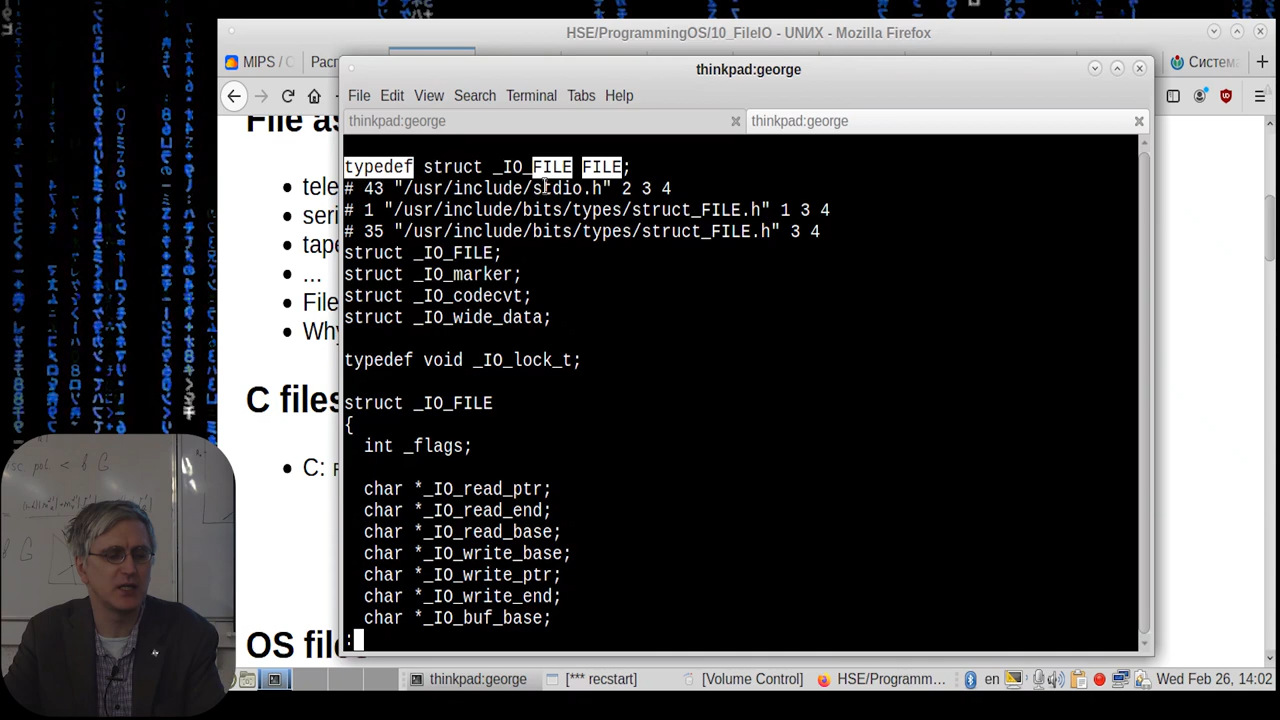 HSE/ProgrammingOS/10_FileIO - UNИX — Mozilla Firefox
MIPS / 
Систем
thinkpad:george
File Edit View Search Terminal Tabs Help
thinkpad:george
thinkpad:george
File as
tele
seri
tape
...
File
Why
C files
C:
OS file
typedef struct _IO_FILE FILE;
# 43 "/usr/include/stdio.h" 2 3 4
# 1 "/usr/include/bits/types/struct_FILE.h" 1 3 4
# 35 "/usr/include/bits/types/struct_FILE.h" 3 4
struct _IO_FILE;
struct _IO_marker;
struct _IO_codecvt;
struct _IO_wide_data;
typedef void _IO_lock_t;
struct _IO_FILE
{
int _flags;
char *_IO_read_ptr;
char *_IO_read_end;
char *_IO_read_base;
char *_IO_write_base;
char *_IO_write_ptr;
char *_IO_write_end;
char *_IO_buf_base;
:
thinkpad:george
[*** recstart]
[Volume Control]
HSE/Programm...
en
Wed Feb 26, 14:02